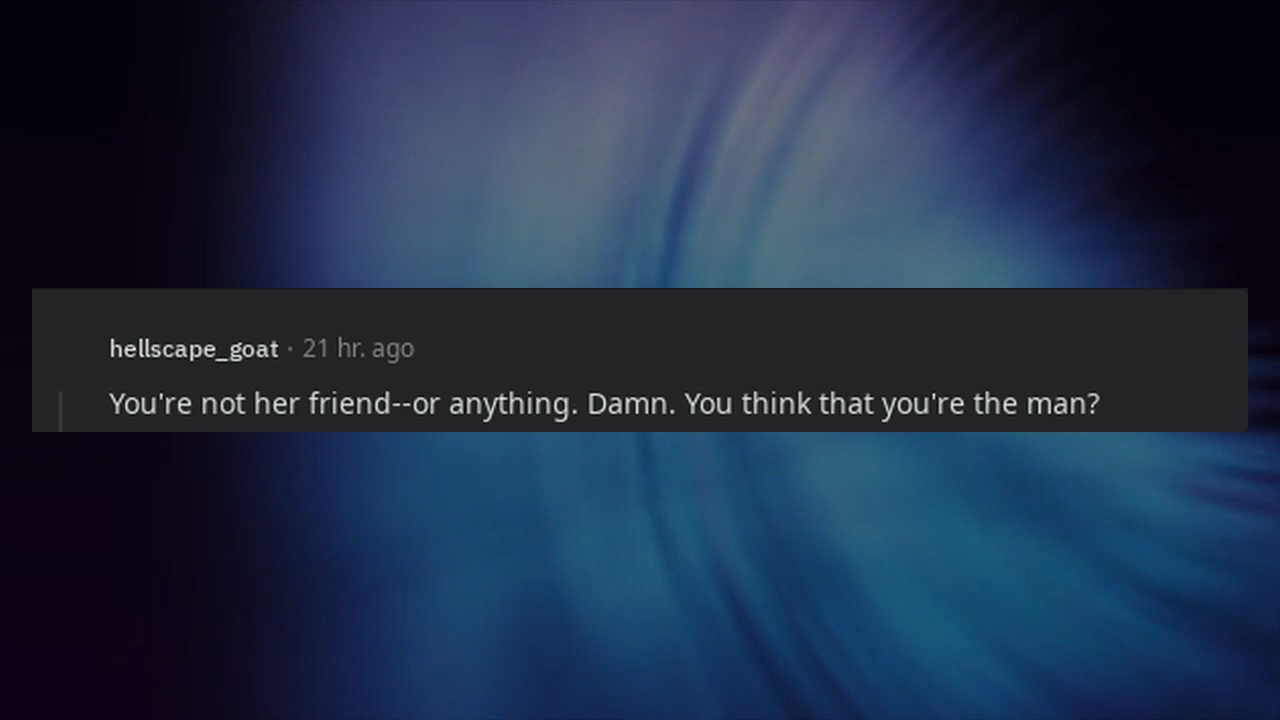 hellscape_goat · 21 hr. ago
You're not her friend--or anything. Damn. You think that you're the man?